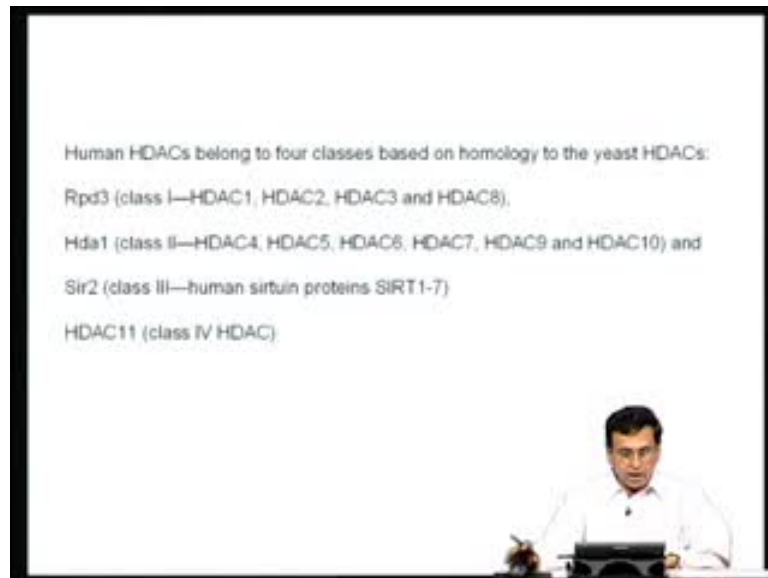 Human HDACs belong to four classes based on homology to the yeast HDACs:
Rpd3 (class I—HDAC1, HDAC2, HDAC3 and HDAC8),
Hda1 (class II—HDAC4, HDAC5, HDAC6, HDAC7, HDAC9 and HDAC10) and
Sir2 (class III—human sirtuin proteins SIRT1-7)
HDAC11 (class IV HDAC)